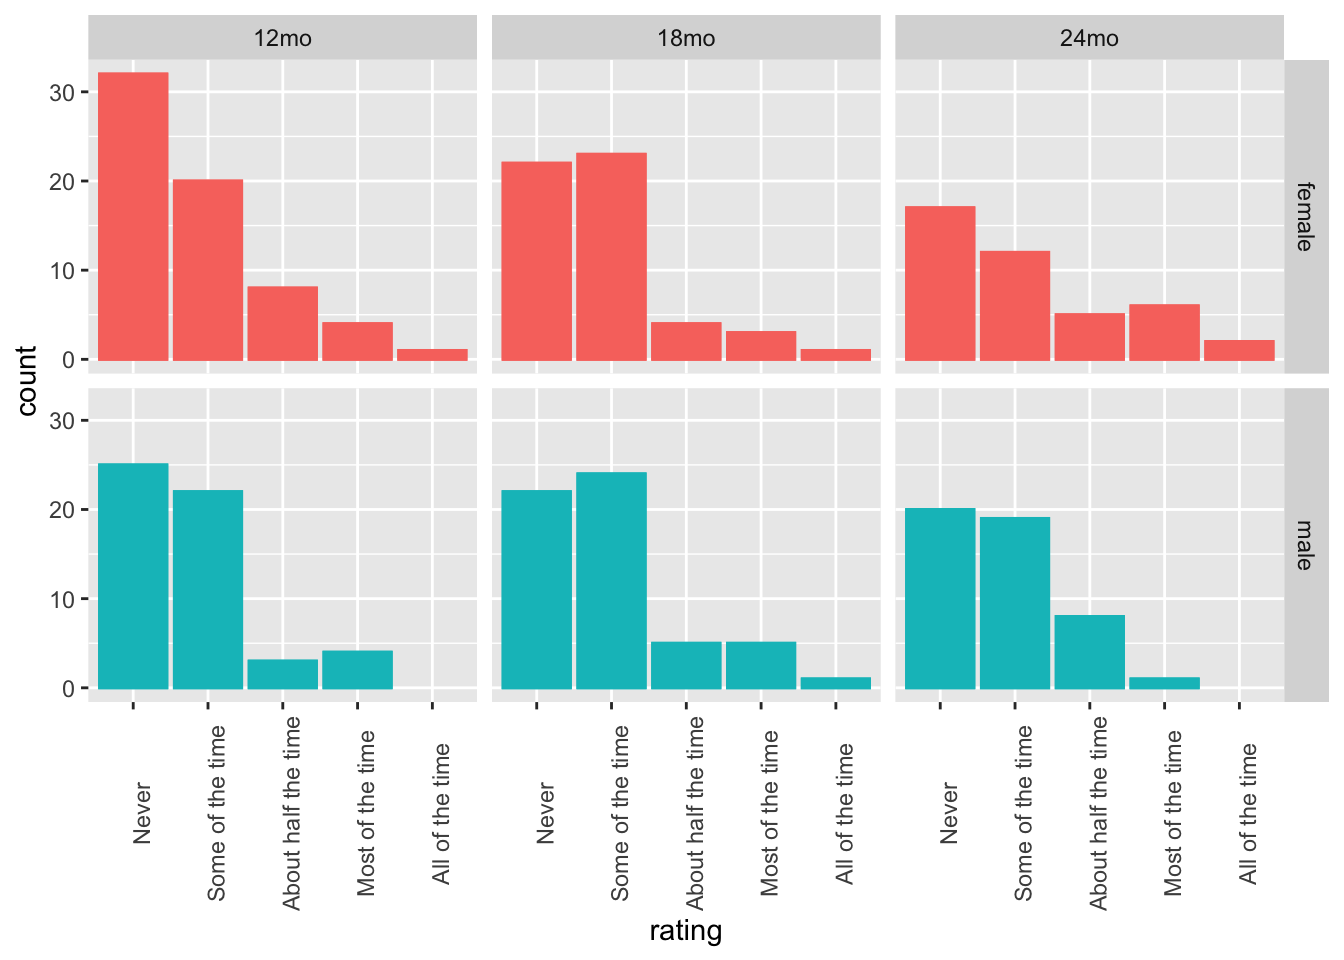 12mo
18mo
24mo
count
30
20
10
0
female
30
20
10
0
male
Never
Some of the time
About half the time
Most of the time
All of the time
Never
Some of the time
About half the time
Most of the time
All of the time
Never
Some of the time
About half the time
Most of the time
All of the time
rating